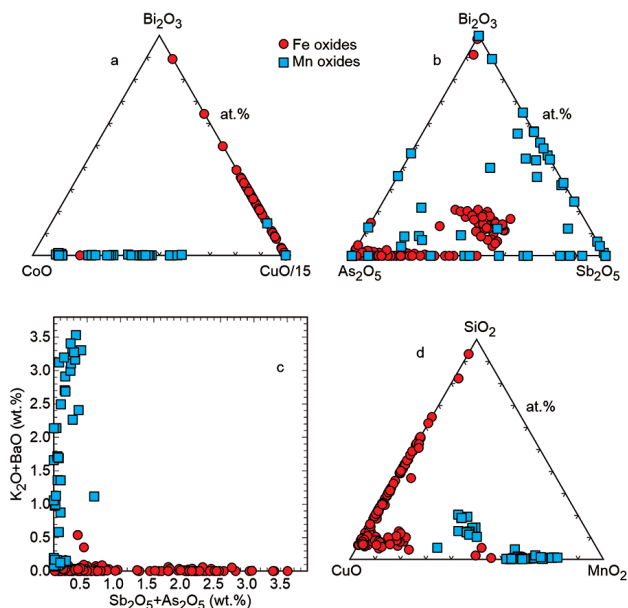 Bi₂O₃
a
at.%
CoO
CuO/15
Fe oxides
Mn oxides
Bi₂O₃
b
at.%
As₂O₅
Sb₂O₅
c
K₂O+BaO (wt.%)
3.5
3.0
2.5
2.0
1.5
1.0
0.5
0.0
0.5 1.0 1.5 2.0 2.5 3.0 3.5
Sb₂O₅+As₂O₅ (wt.%)
SiO₂
d
at.%
CuO
MnO₂